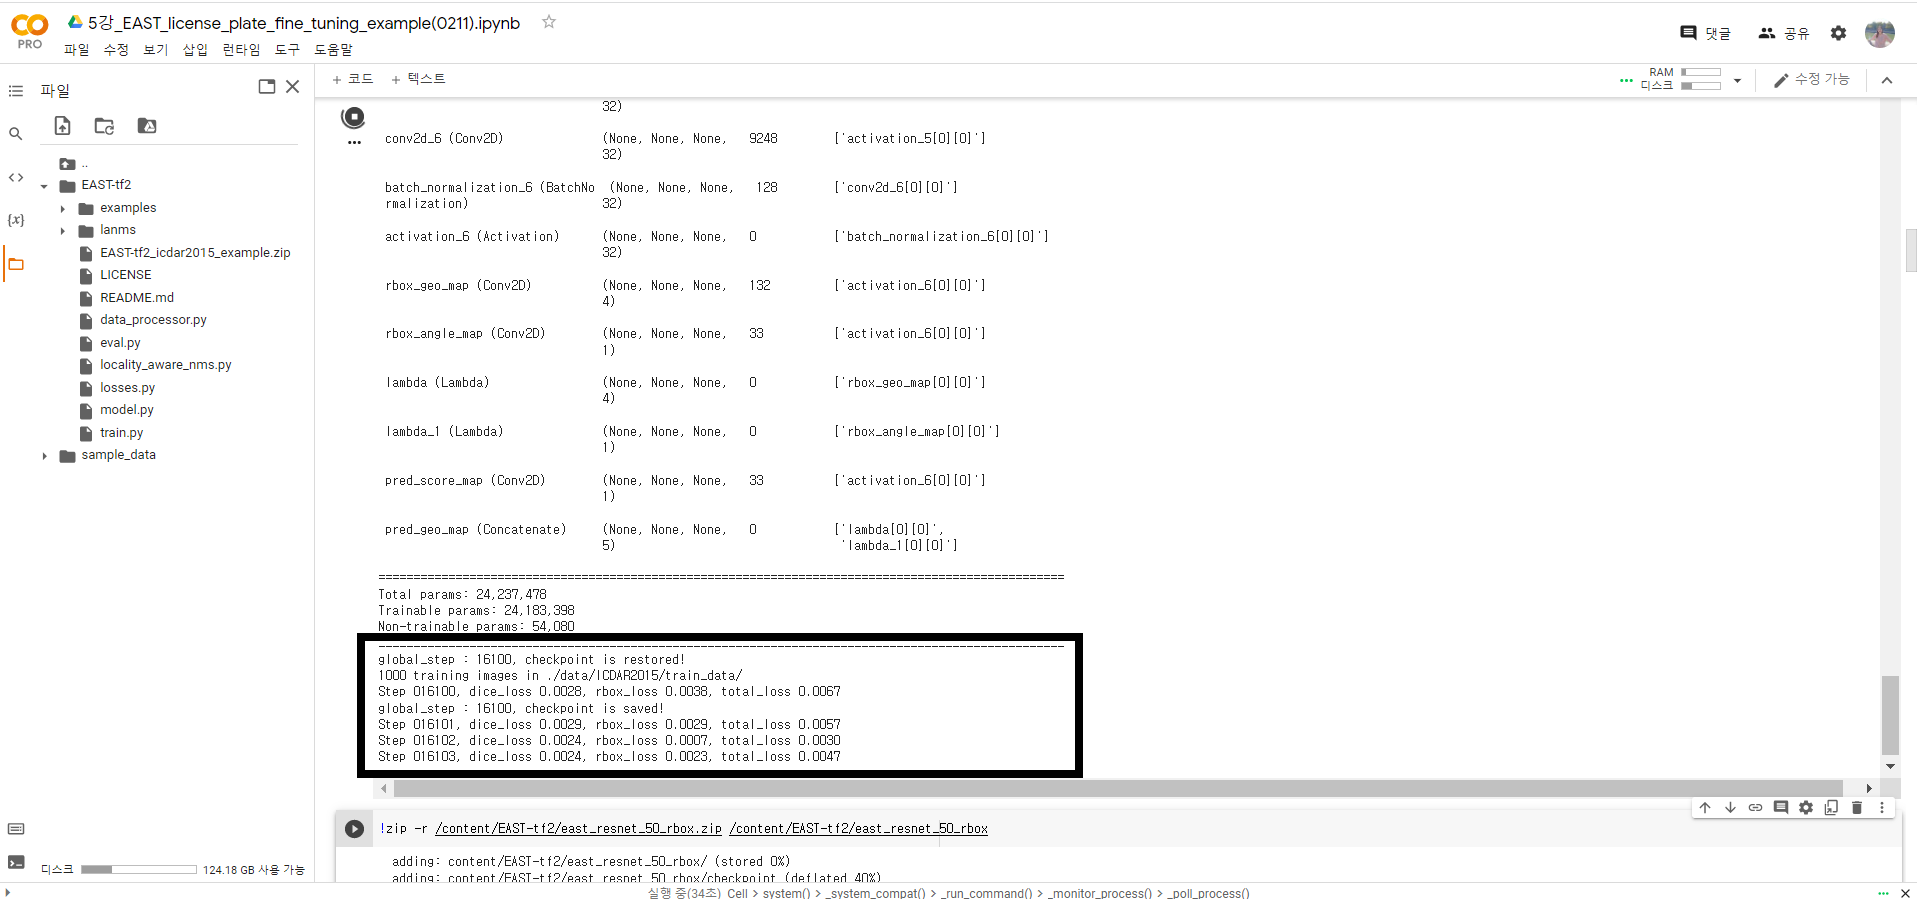 5강_EAST_license_plate_fine_tuning_example(0211).ipynb
PRO
파일 수정 보기 삽입 런타임 도구 도움말
댓글 공유
파일
+ 코드 + 텍스트
RAM
디스크
수정 가능
..
EAST-tf2
examples
lanms
EAST-tf2_icdar2015_example.zip
LICENSE
README.md
data_processor.py
eval.py
locality_aware_nms.py
losses.py
model.py
train.py
sample_data
디스크 124.18 GB 사용 가능
32)
conv2d_6 (Conv2D) (None, None, None, 9248 ['activation_5[0][0]']
32)
batch_normalization_6 (BatchNo (None, None, None, 128 ['conv2d_6[0][0]']
rmalization) 32)
activation_6 (Activation) (None, None, None, 0 ['batch_normalization_6[0][0]']
32)
rbox_geo_map (Conv2D) (None, None, None, 132 ['activation_6[0][0]']
4)
rbox_angle_map (Conv2D) (None, None, None, 33 ['activation_6[0][0]']
1)
lambda (Lambda) (None, None, None, 0 ['rbox_geo_map[0][0]']
4)
lambda_1 (Lambda) (None, None, None, 0 ['rbox_angle_map[0][0]']
1)
pred_score_map (Conv2D) (None, None, None, 33 ['activation_6[0][0]']
1)
pred_geo_map (Concatenate) (None, None, None, 0 ['lambda[0][0]',
5) 'lambda_1[0][0]']
==================================================================================================
Total params: 24,237,478
Trainable params: 24,183,398
Non-trainable params: 54,080
__________________________________________________________________________________________________
global_step : 16100, checkpoint is restored!
1000 training images in ./data/ICDAR2015/train_data/
Step 016100, dice_loss 0.0028, rbox_loss 0.0038, total_loss 0.0067
global_step : 16100, checkpoint is saved!
Step 016101, dice_loss 0.0029, rbox_loss 0.0029, total_loss 0.0057
Step 016102, dice_loss 0.0024, rbox_loss 0.0007, total_loss 0.0030
Step 016103, dice_loss 0.0024, rbox_loss 0.0023, total_loss 0.0047
!zip -r /content/EAST-tf2/east_resnet_50_rbox.zip /content/EAST-tf2/east_resnet_50_rbox
adding: content/EAST-tf2/east_resnet_50_rbox/ (stored 0%)
adding: content/EAST-tf2/east_resnet_50_rbox/checkpoint (deflated 40%)
실행 중(34초) Cell > system() > _system_compat() > _run_command() > _monitor_process() > _poll_process()